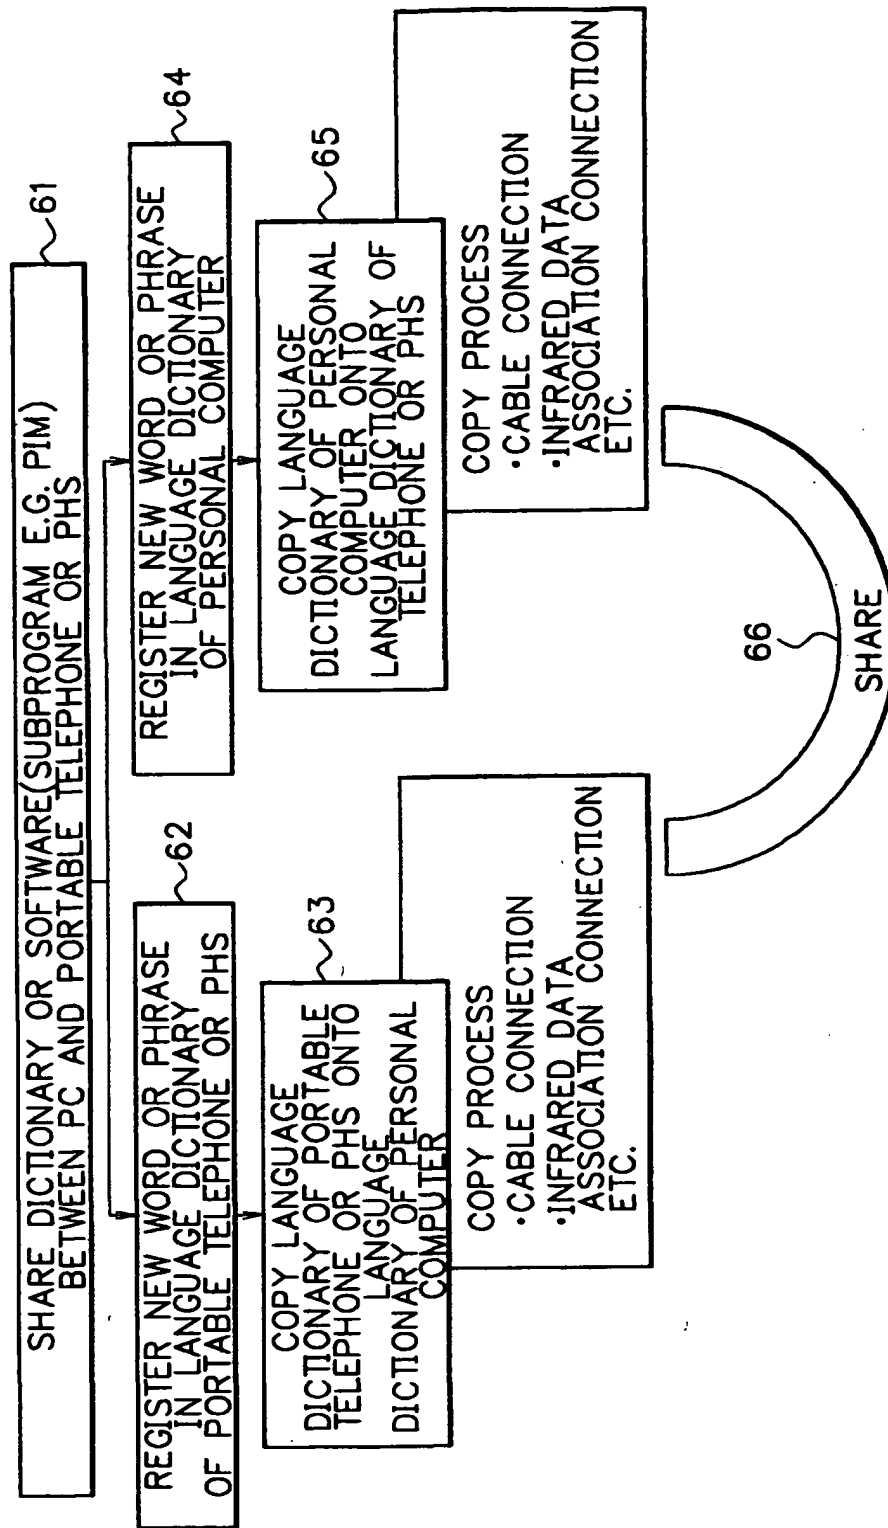 SHARE DICTIONARY OR SOFTWARE(SUBPROGRAM E.G. PIM)
BETWEEN PC AND PORTABLE TELEPHONE OR PHS
61
REGISTER NEW WORD OR PHRASE
IN LANGUAGE DICTIONARY
OF PORTABLE TELEPHONE OR PHS
62
COPY LANGUAGE
DICTIONARY OF PORTABLE
TELEPHONE OR PHS ONTO
LANGUAGE
DICTIONARY OF PERSONAL
COMPUTER
63
COPY PROCESS
·CABLE CONNECTION
·INFRARED DATA
ASSOCIATION CONNECTION
ETC.
REGISTER NEW WORD OR PHRASE
IN LANGUAGE DICTIONARY
OF PERSONAL COMPUTER
64
COPY LANGUAGE
DICTIONARY OF PERSONAL
COMPUTER ONTO
LANGUAGE DICTIONARY OF
TELEPHONE OR PHS
65
COPY PROCESS
·CABLE CONNECTION
·INFRARED DATA
ASSOCIATION CONNECTION
ETC.
66
SHARE